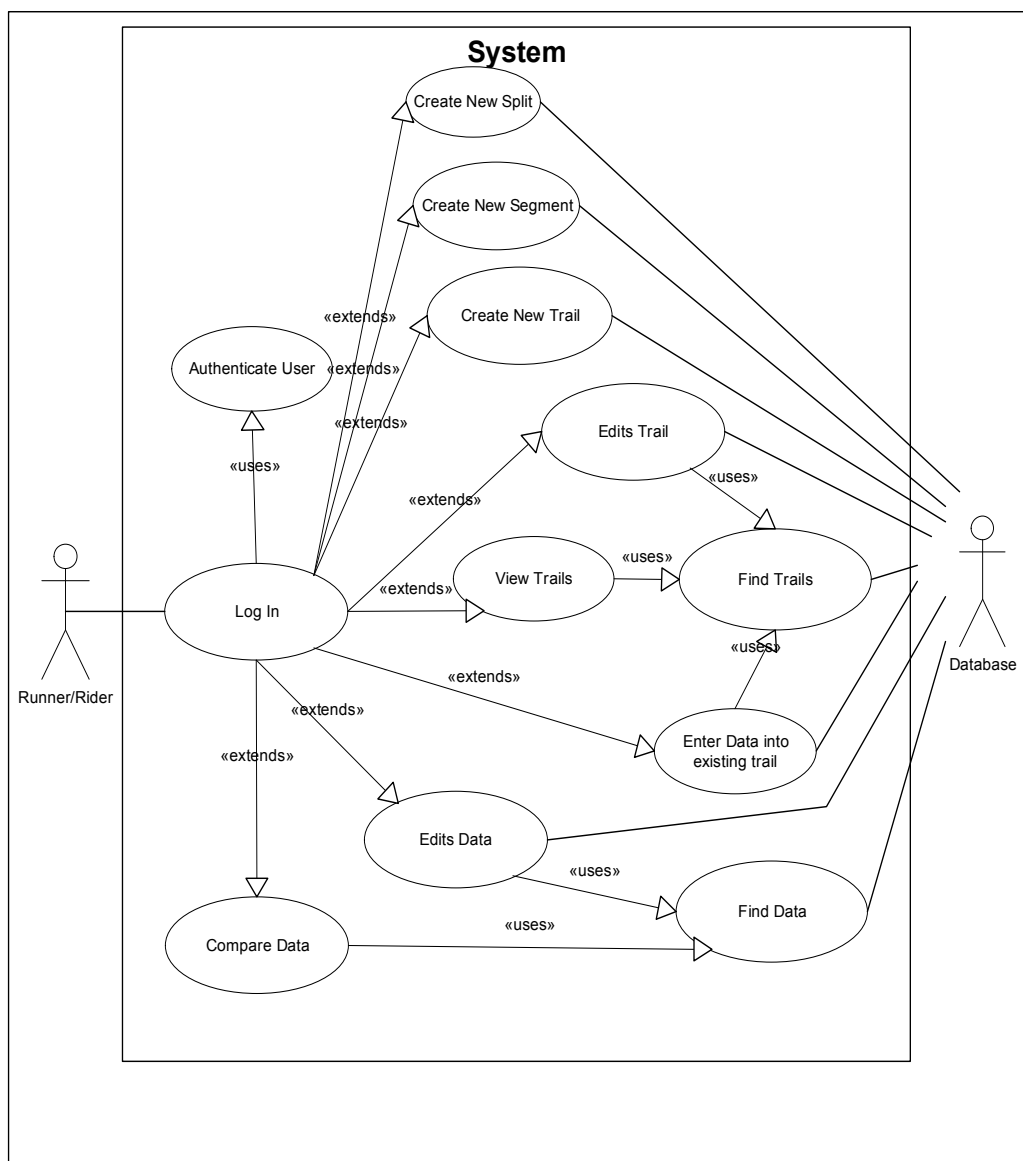 System
Create New Split
Create New Segment
«extends»
Create New Trail
Authenticate User
«extends»
«extends»
Edits Trail
«uses»
«uses»
«extends»
«uses»
View Trails
Find Trails
«extends»
Log In
Runner/Rider
Database
«uses»
«extends»
«extends»
Enter Data into
existing trail
«extends»
Edits Data
«uses»
Find Data
«uses»
Compare Data